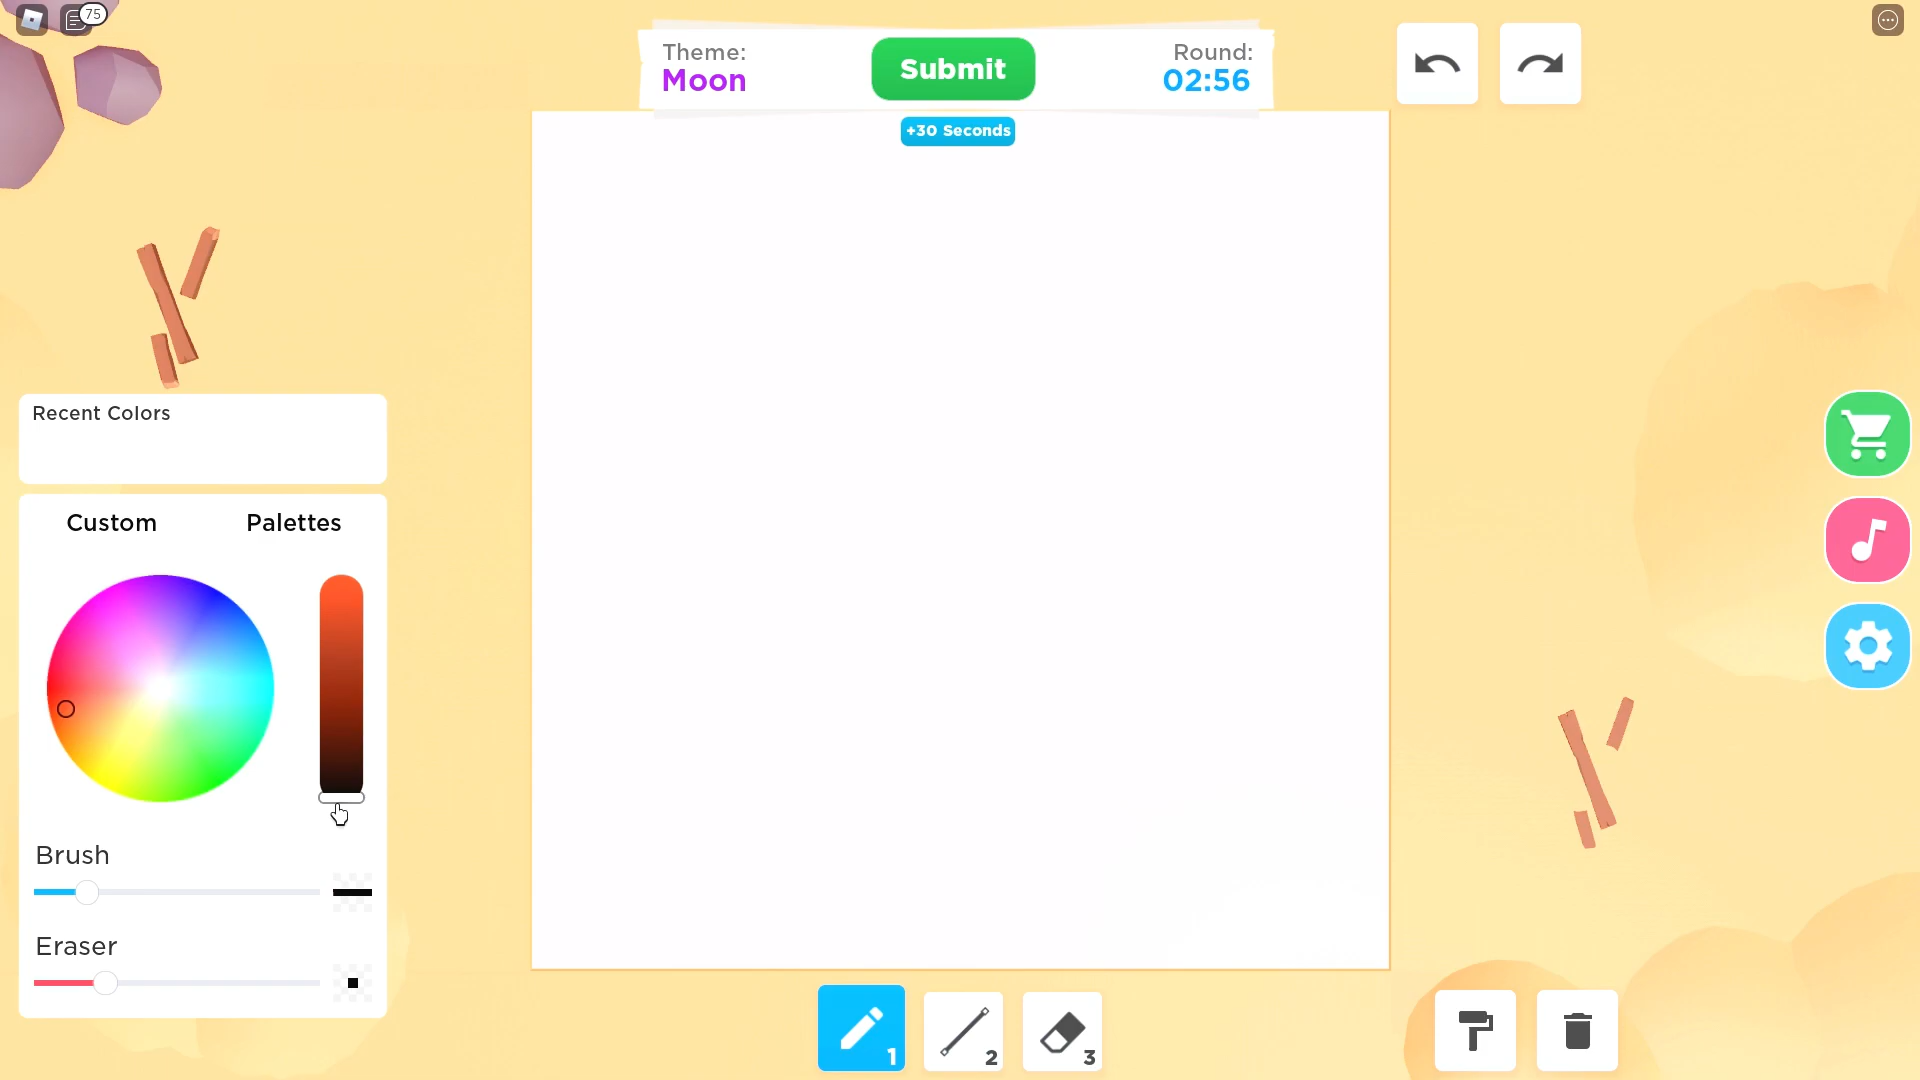 75
Theme:
Moon
Submit
Round:
02:56
+30 Seconds
Recent Colors
Custom
Palettes
Brush
Eraser
1
2
3